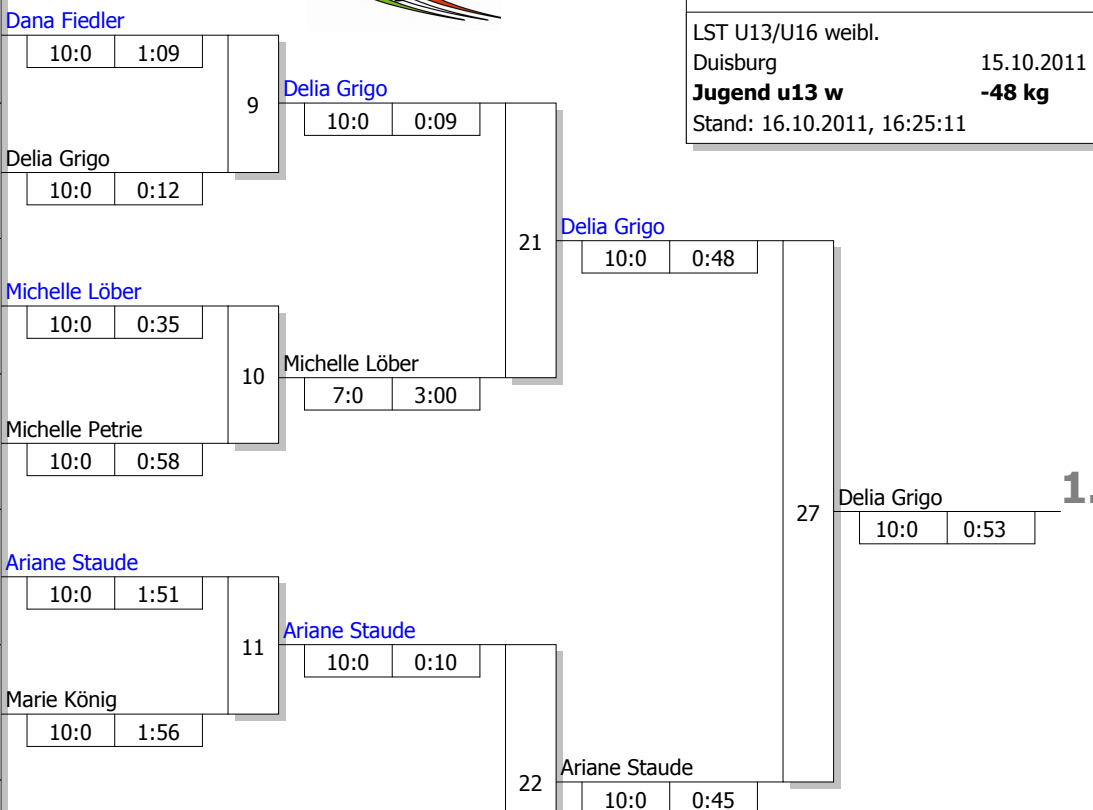 LST U13/U16 weibl.
Duisburg 15.10.2011
Jugend u13 w -48 kg
Stand: 16.10.2011, 16:25:11
Dana Fiedler
10:0 1:09
9
Delia Grigo
10:0 0:12
Delia Grigo
10:0 0:09
21
Michelle Löber
10:0 0:35
10
Michelle Petrie
10:0 0:58
Michelle Löber
7:0 3:00
Delia Grigo
10:0 0:48
27
Delia Grigo
10:0 0:53
1.
Ariane Staude
10:0 1:51
11
Marie König
10:0 1:56
Ariane Staude
10:0 0:10
22
Ariane Staude
10:0 0:45